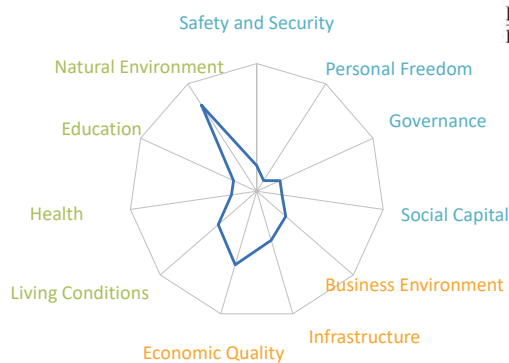 Safety and Security
Natural Environment
Personal Freedom
Education
Governance
Health
Social Capital
Living Conditions
Business Environment
Infrastructure
Economic Quality